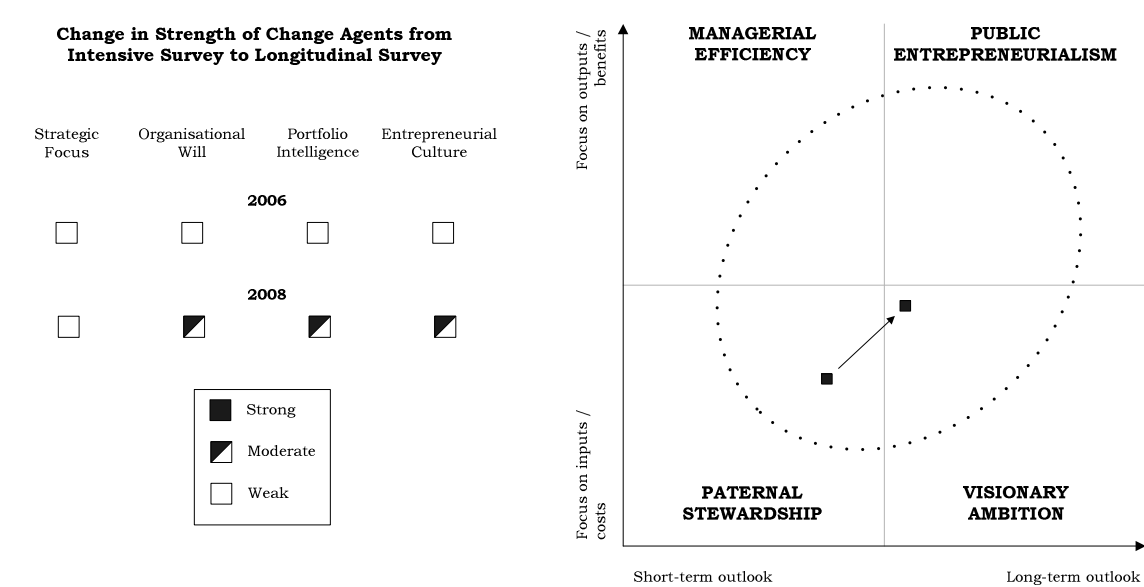 Change in Strength of Change Agents from
Intensive Survey to Longitudinal Survey
Strategic
Focus
Organisational
Will
Portfolio
Intelligence
Entrepreneurial
Culture
2006
2008
Strong
Moderate
Weak
Focus on outputs /
benefits
Focus on inputs /
costs
MANAGERIAL
EFFICIENCY
PUBLIC
ENTREPRENEURIALISM
PATERNAL
STEWARDSHIP
VISIONARY
AMBITION
Short-term outlook
Long-term outlook